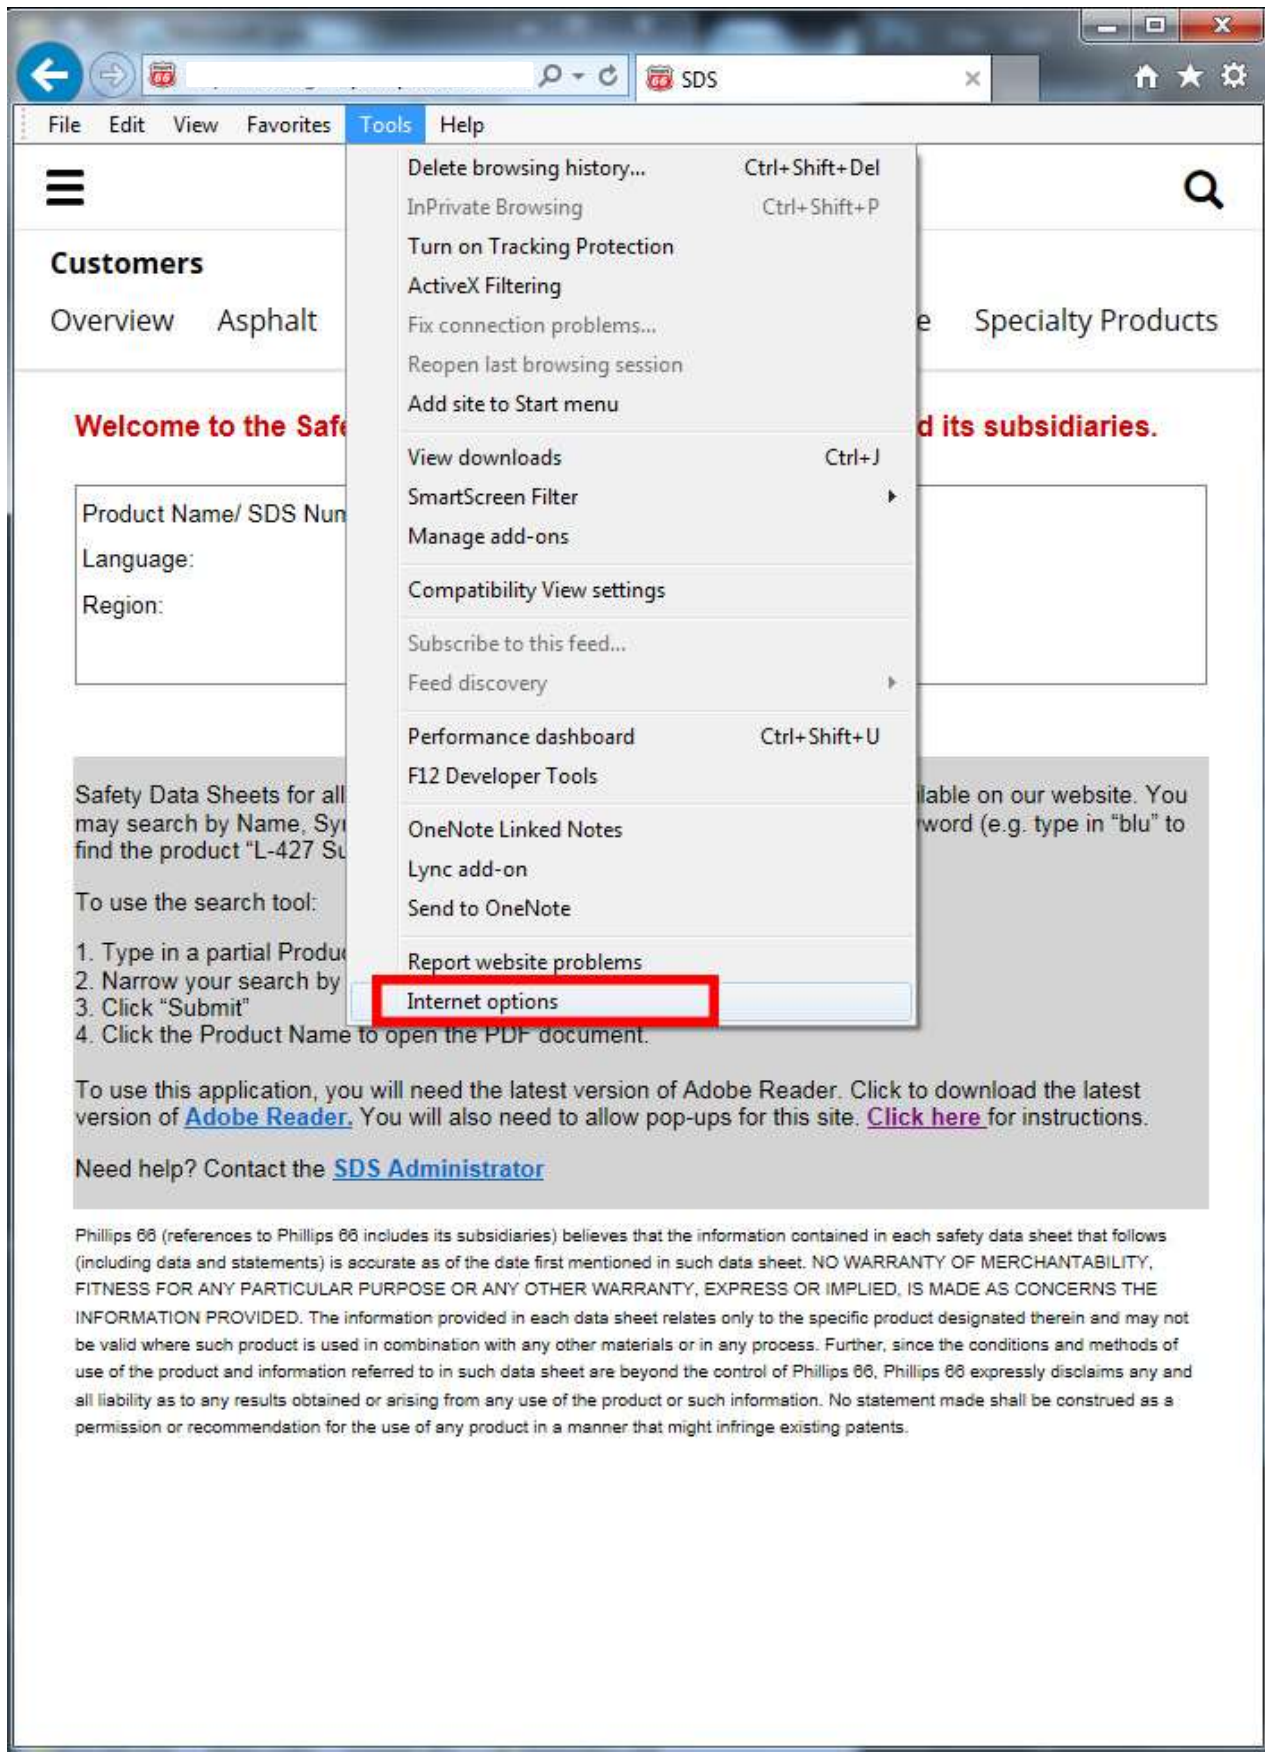 SDS
File Edit View Favorites Tools Help
Delete browsing history... Ctrl+Shift+Del
InPrivate Browsing Ctrl+Shift+P
Turn on Tracking Protection
Customers
ActiveX Filtering
Overview Asphalt e Specialty Products
Fix connection problems...
Reopen last browsing session
Add site to Start menu
Welcome to the Safe d its subsidiaries.
View downloads Ctrl+J
SmartScreen Filter
Product Name/ SDS Num
Manage add-ons
Language:
Compatibility View settings
Region:
Subscribe to this feed...
Feed discovery
Performance dashboard Ctrl+Shift+U
F12 Developer Tools
Safety Data Sheets for all ilable on our website. You
may search by Name, Syn word (e.g. type in “blu” to
OneNote Linked Notes
find the product “L-427 Su
Lync add-on
To use the search tool:
Send to OneNote
1. Type in a partial Produc
Report website problems
2. Narrow your search by
Internet options
3. Click “Submit”
4. Click the Product Name to open the PDF document.
To use this application, you will need the latest version of Adobe Reader. Click to download the latest
version of Adobe Reader. You will also need to allow pop-ups for this site. Click here for instructions.
Need help? Contact the SDS Administrator
Phillips 66 (references to Phillips 66 includes its subsidiaries) believes that the information contained in each safety data sheet that follows
(including data and statements) is accurate as of the date first mentioned in such data sheet. NO WARRANTY OF MERCHANTABILITY,
FITNESS FOR ANY PARTICULAR PURPOSE OR ANY OTHER WARRANTY, EXPRESS OR IMPLIED, IS MADE AS CONCERNS THE
INFORMATION PROVIDED. The information provided in each data sheet relates only to the specific product designated therein and may not
be valid where such product is used in combination with any other materials or in any process. Further, since the conditions and methods of
use of the product and information referred to in such data sheet are beyond the control of Phillips 66, Phillips 66 expressly disclaims any and
all liability as to any results obtained or arising from any use of the product or such information. No statement made shall be construed as a
permission or recommendation for the use of any product in a manner that might infringe existing patents.